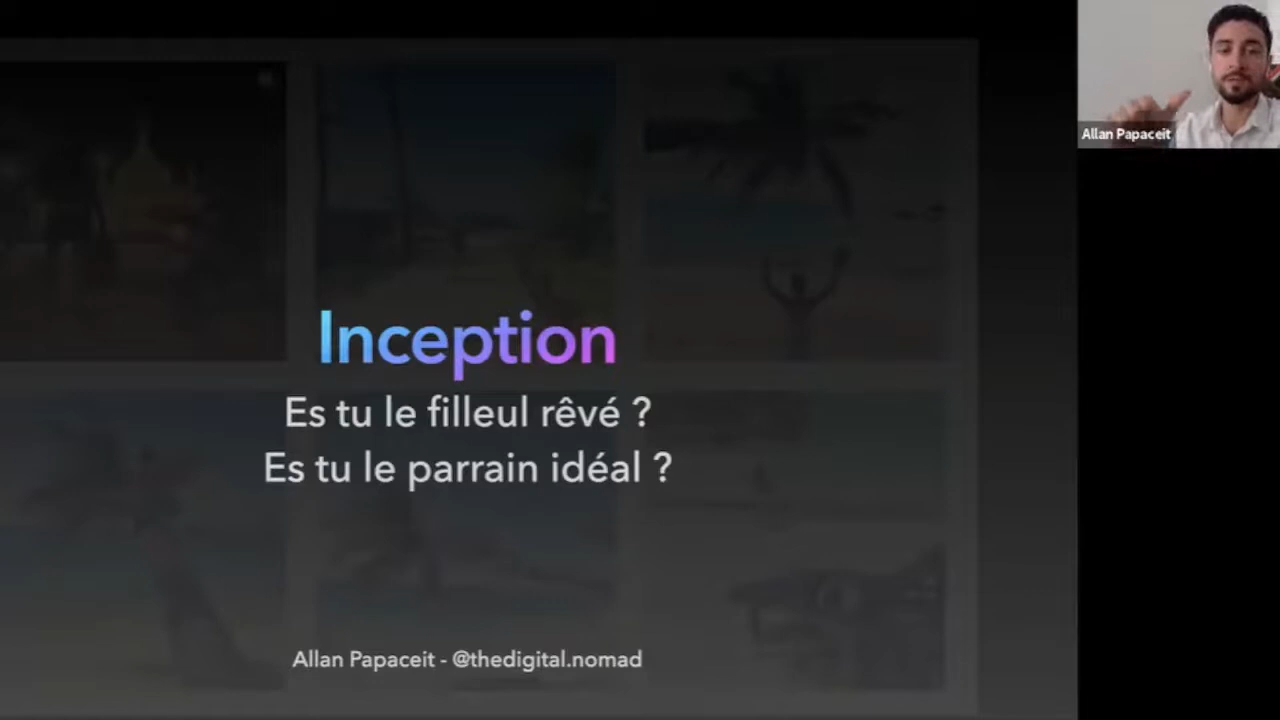 Inception
Es tu le filleul rêvé ?
Es tu le parrain idéal ?
Allan Papaceit - @thedigital.nomad
Allan Papaceit